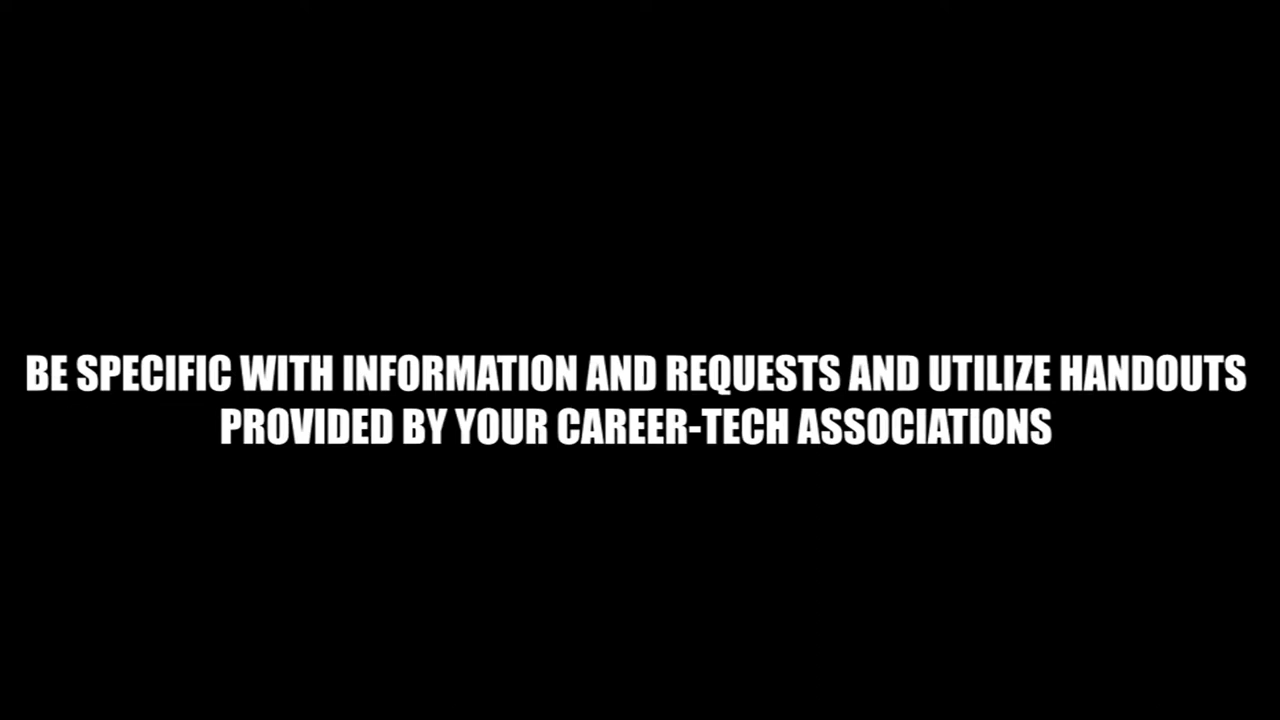 BE SPECIFIC WITH INFORMATION AND REQUESTS AND UTILIZE HANDOUTS
PROVIDED BY YOUR CAREER-TECH ASSOCIATIONS